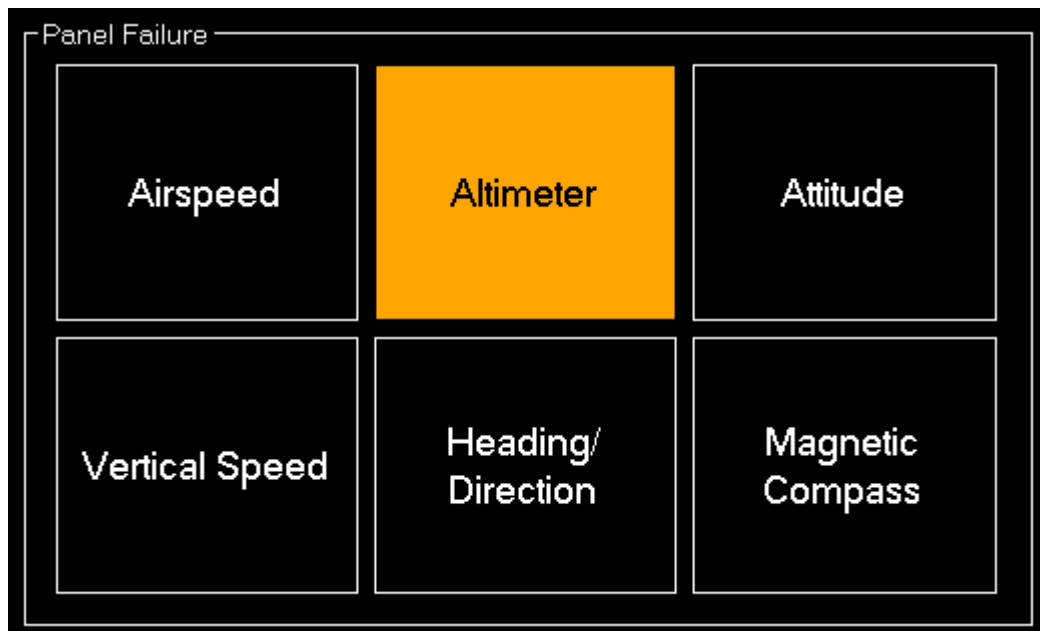 Panel Failure
Airspeed
Altimeter
Attitude
Vertical Speed
Heading/
Direction
Magnetic
Compass